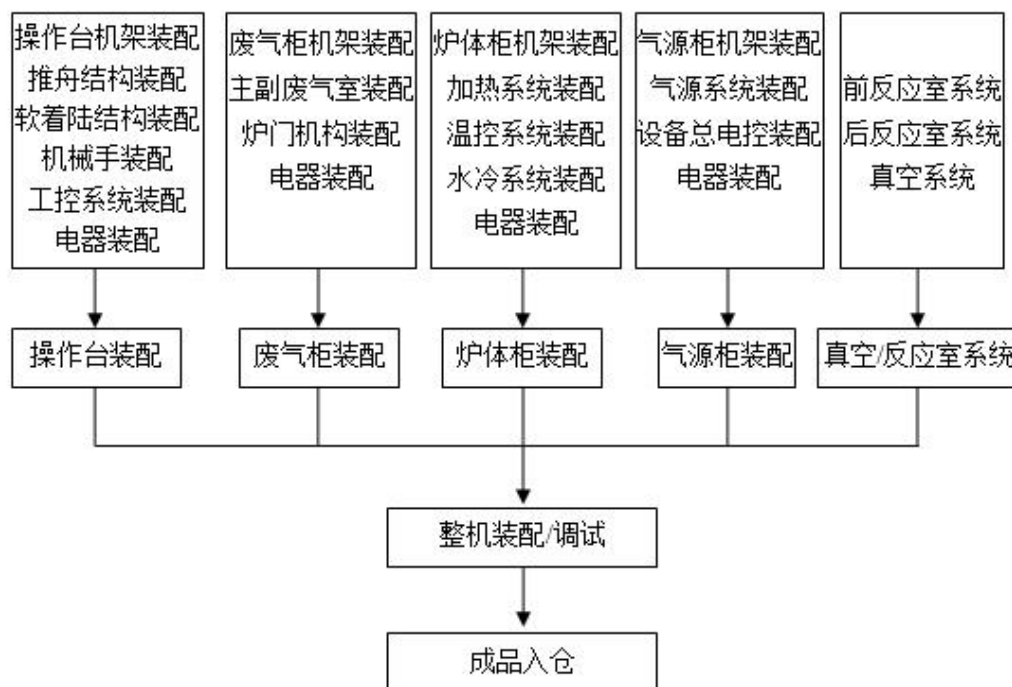 操作台机架装配
推舟结构装配
软着陆结构装配
机械手装配
工控系统装配
电器装配
废气柜机架装配
主副废气室装配
炉门机构装配
电器装配
炉体柜机架装配
加热系统装配
温控系统装配
水冷系统装配
电器装配
气源柜机架装配
气源系统装配
设备总电控装配
电器装配
前反应室系统
后反应室系统
真空系统
操作台装配
废气柜装配
炉体柜装配
气源柜装配
真空/反应室系统
整机装配/调试
成品入仓